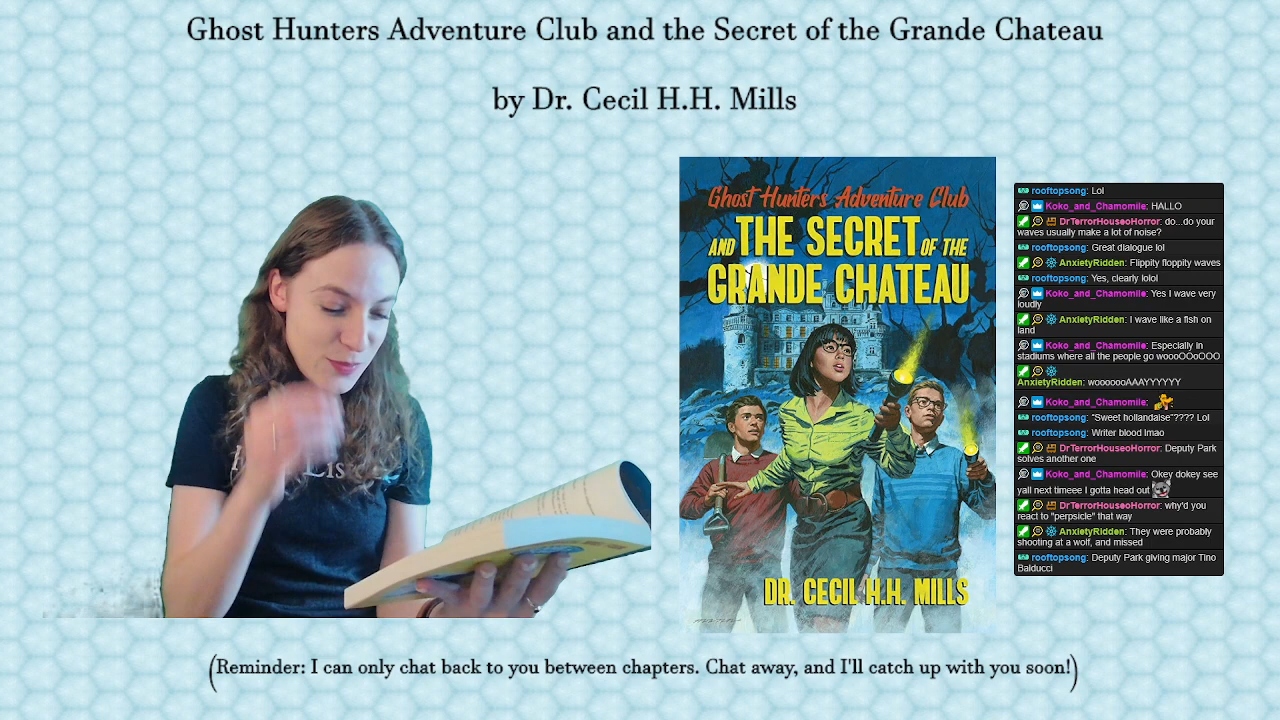 Ghost Hunters Adventure Club and the Secret of the Grande Chateau
by Dr. Cecil H.H. Mills
Ghost Hunters Adventure Club
AND THE SECRET OF THE
GRANDE CHATEAU
DR. CECIL H.H. MILLS
rooftopsong: Lol
Koko_and_Chamomile: HALLO
DrTerrorHouseoHorror: do...do your
waves usually make a lot of noise?
rooftopsong: Great dialogue lol
AnxietyRidden: Flippity floppity waves
rooftopsong: Yes, clearly lolol
Koko_and_Chamomile: Yes I wave very
loudly
AnxietyRidden: I wave like a fish on
land
Koko_and_Chamomile: Especially in
stadiums where all the people go woooOOoOOO
AnxietyRidden: wooooooAAAYYYYYY
Koko_and_Chamomile:
rooftopsong: "Sweet hollandaise"???? Lol
rooftopsong: Writer blood lmao
DrTerrorHouseoHorror: Deputy Park
solves another one
Koko_and_Chamomile: Okey dokey see
yall next timeee I gotta head out
DrTerrorHouseoHorror: why'd you
react to "perpsicle" that way
AnxietyRidden: They were probably
shooting at a wolf, and missed
rooftopsong: Deputy Park giving major Tino
Balducci
(Reminder: I can only chat back to you between chapters. Chat away, and I'll catch up with you soon!)